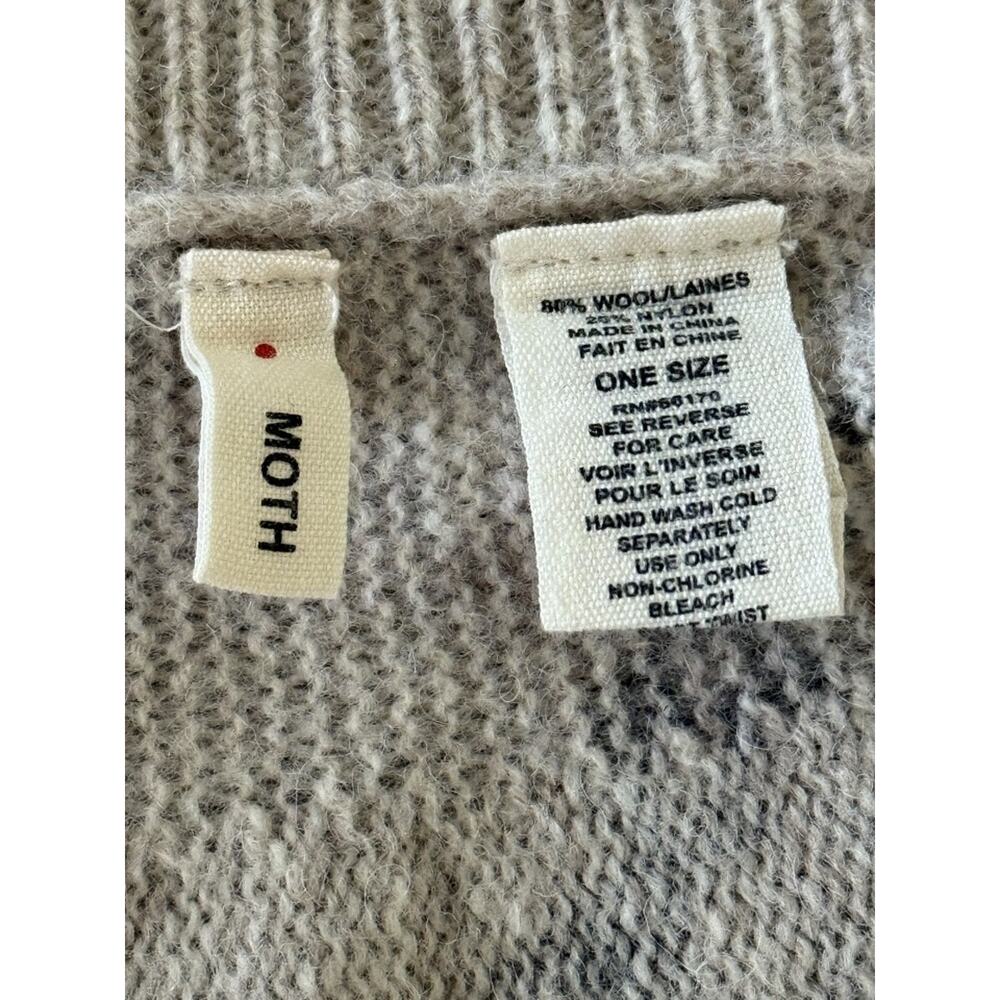 MOTH
80% WOOL/LAINES
20% NYLON
MADE IN CHINA
FAIT EN CHINE
ONE SIZE
RN#66170
SEE REVERSE
FOR CARE
VOIR L'INVERSE
POUR LE SOIN
HAND WASH COLD
SEPARATELY
USE ONLY
NON-CHLORINE
BLEACH